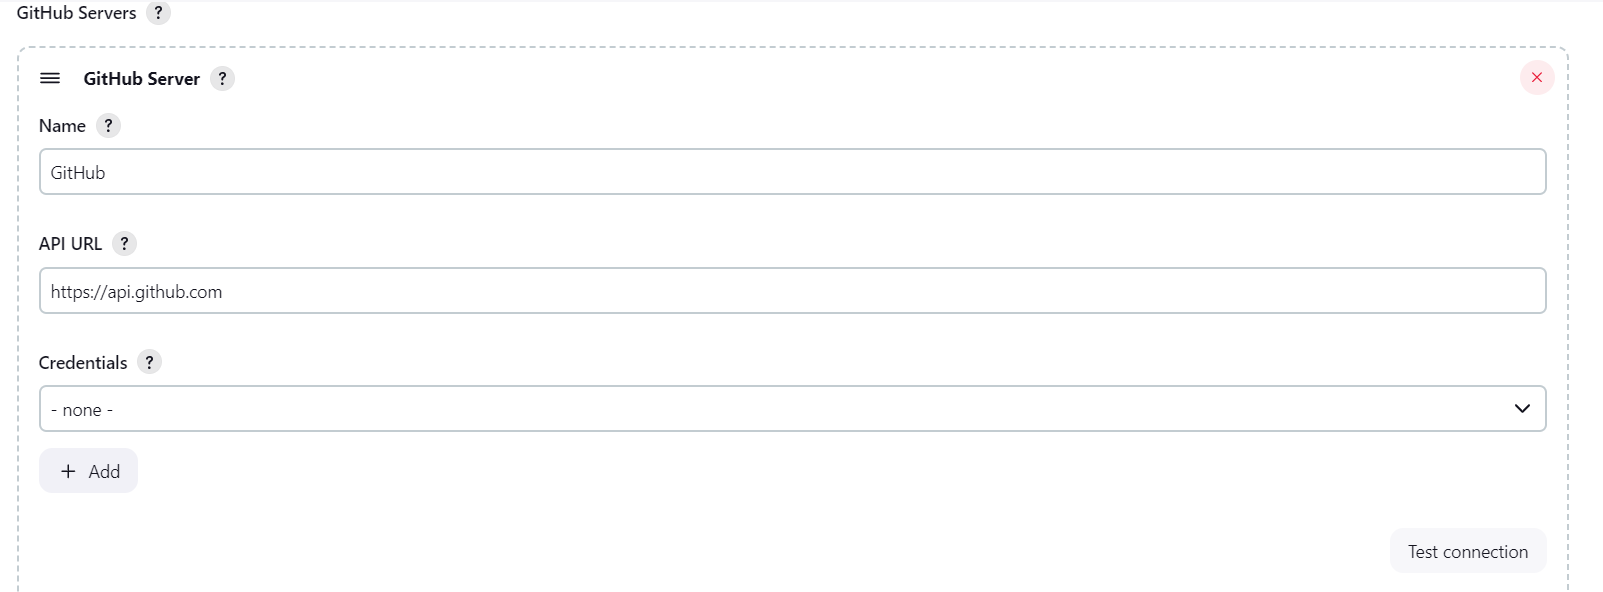 GitHub Servers ?
GitHub Server ?
Name ?
GitHub
API URL ?
https://api.github.com
Credentials ?
- none -
+ Add
Test connection